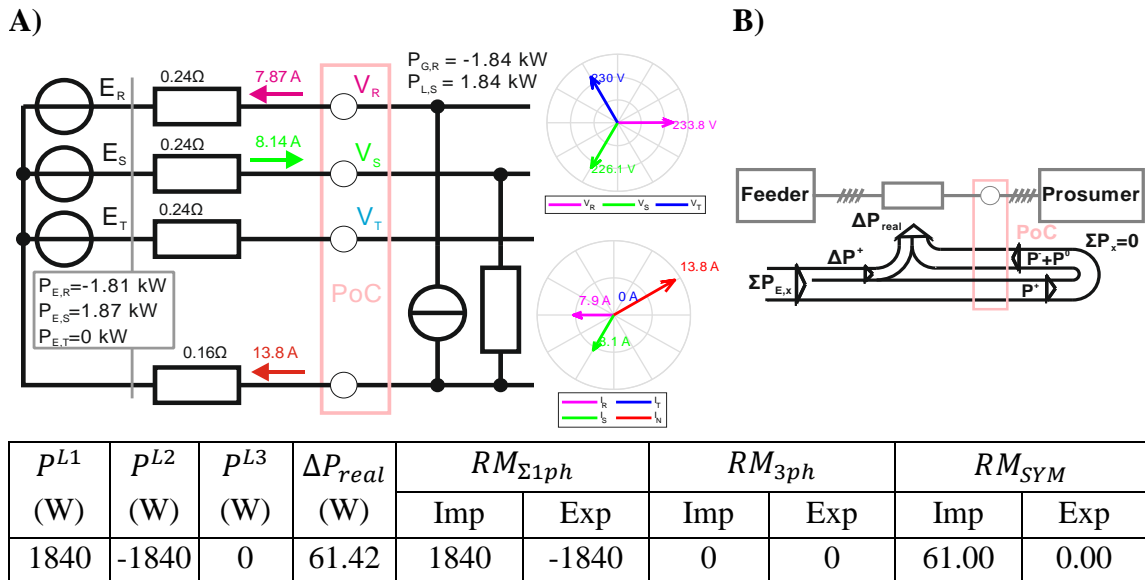 A)
B)
P_G,R = -1.84 kW
P_L,S = 1.84 kW
0.24Ω
7.87 A
E_R
V_R
230 V
233.8 V
226.1 V
V_R V_S V_T
0.24Ω
8.14 A
E_S
V_S
0.24Ω
E_T
V_T
P_E,R=-1.81 kW
P_E,S=1.87 kW
P_E,T=0 kW
PoC
0.16Ω
13.8 A
13.8 A
7.9 A
0 A
8.1 A
I_R I_T
I_S I_N
Feeder
Prosumer
ΔP_real
PoC
ΣP_x=0
ΔP⁺
P⁻+P⁰
ΣP_E,x
P⁺
P^L1 P^L2 P^L3 ΔP_real RM_Σ1ph RM_3ph RM_SYM
(W) (W) (W) (W) Imp Exp Imp Exp Imp Exp
1840 -1840 0 61.42 1840 -1840 0 0 61.00 0.00